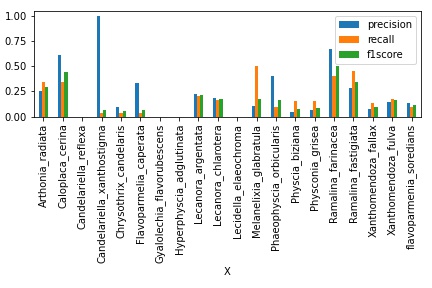 1.00
0.75
0.50
0.25
0.00
precision
recall
f1score
Arthonia_radiata
Caloplaca_cerina
Candelariella_reflexa
Candelariella_xanthostigma
Chrysothrix_candelaris
Flavoparmelia_caperata
Gyalolechia_flavorubescens
Hyperphyscia_adglutinata
Lecanora_argentata
Lecanora_chlarotera
Lecidella_elaeochroma
Melanelixia_glabratula
Phaeophyscia_orbicularis
Physcia_biziana
Physconia_grisea
Ramalina_farinacea
Ramalina_fastigiata
Xanthomendoza_fallax
Xanthomendoza_fulva
flavoparmenia_soredians
X